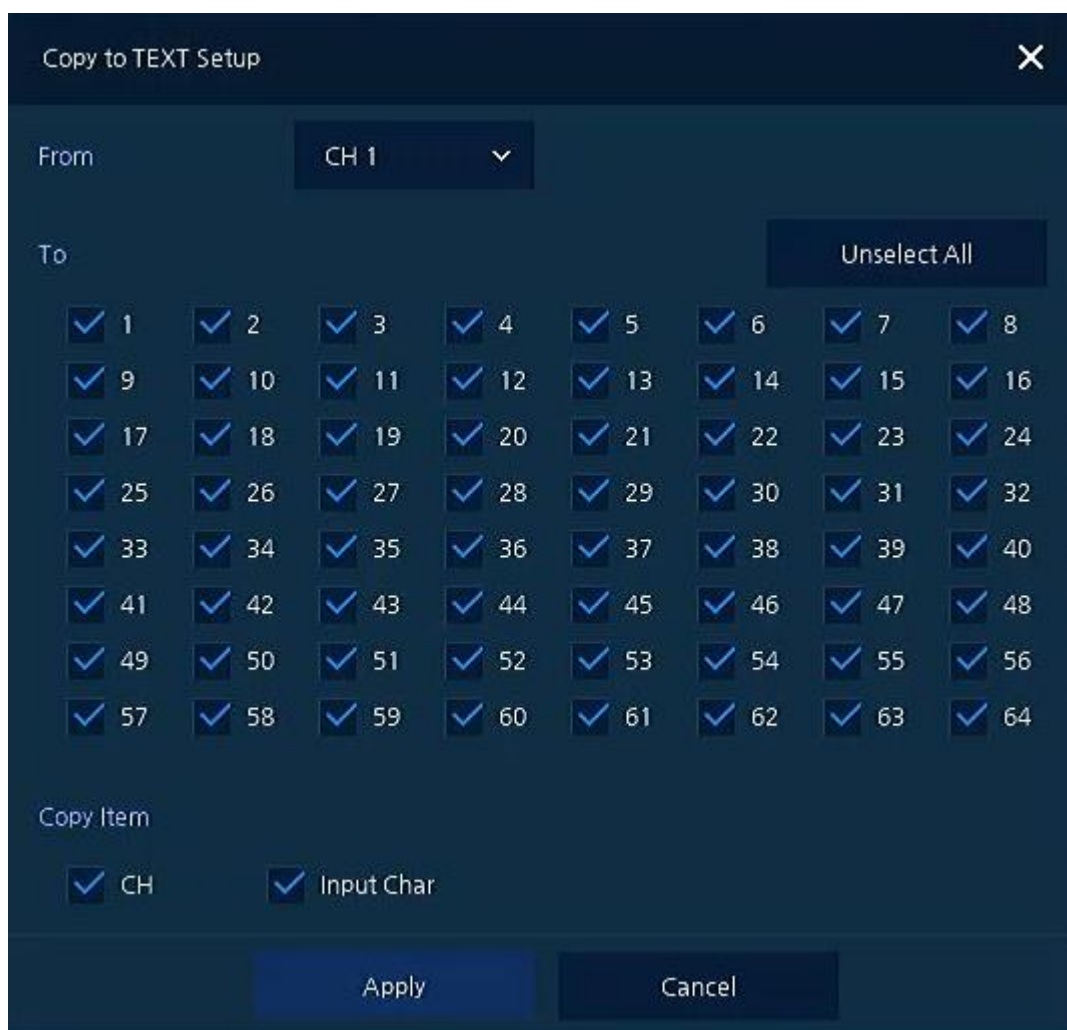 Copy to TEXT Setup
From CH 1
To Unselect All
1 2 3 4 5 6 7 8
9 10 11 12 13 14 15 16
17 18 19 20 21 22 23 24
25 26 27 28 29 30 31 32
33 34 35 36 37 38 39 40
41 42 43 44 45 46 47 48
49 50 51 52 53 54 55 56
57 58 59 60 61 62 63 64
Copy Item
CH Input Char
Apply Cancel